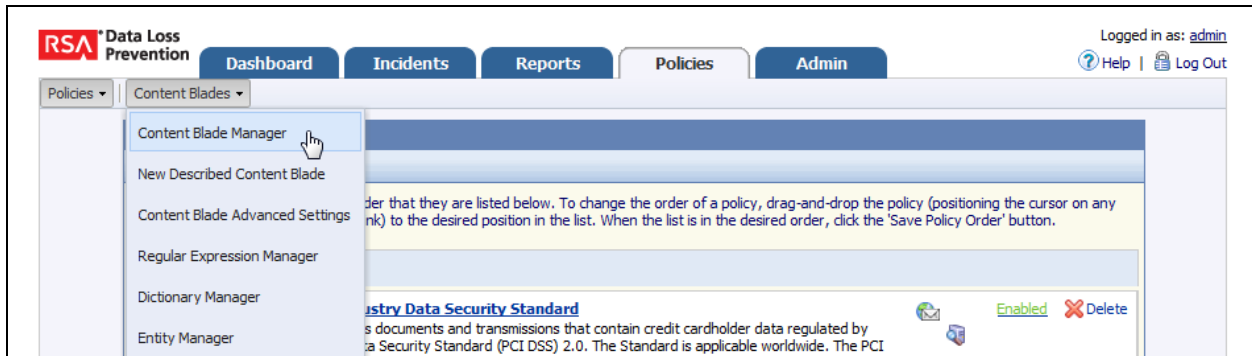 RSA Data Loss
Prevention
Logged in as: admin
Dashboard
Incidents
Reports
Policies
Admin
Help | Log Out
Policies
Content Blades
Content Blade Manager
New Described Content Blade
Content Blade Advanced Settings
Regular Expression Manager
Dictionary Manager
Entity Manager
der that they are listed below. To change the order of a policy, drag-and-drop the policy (positioning the cursor on any
nk) to the desired position in the list. When the list is in the desired order, click the 'Save Policy Order' button.
ustry Data Security Standard
Enabled
Delete
s documents and transmissions that contain credit cardholder data regulated by
ta Security Standard (PCI DSS) 2.0. The Standard is applicable worldwide. The PCI